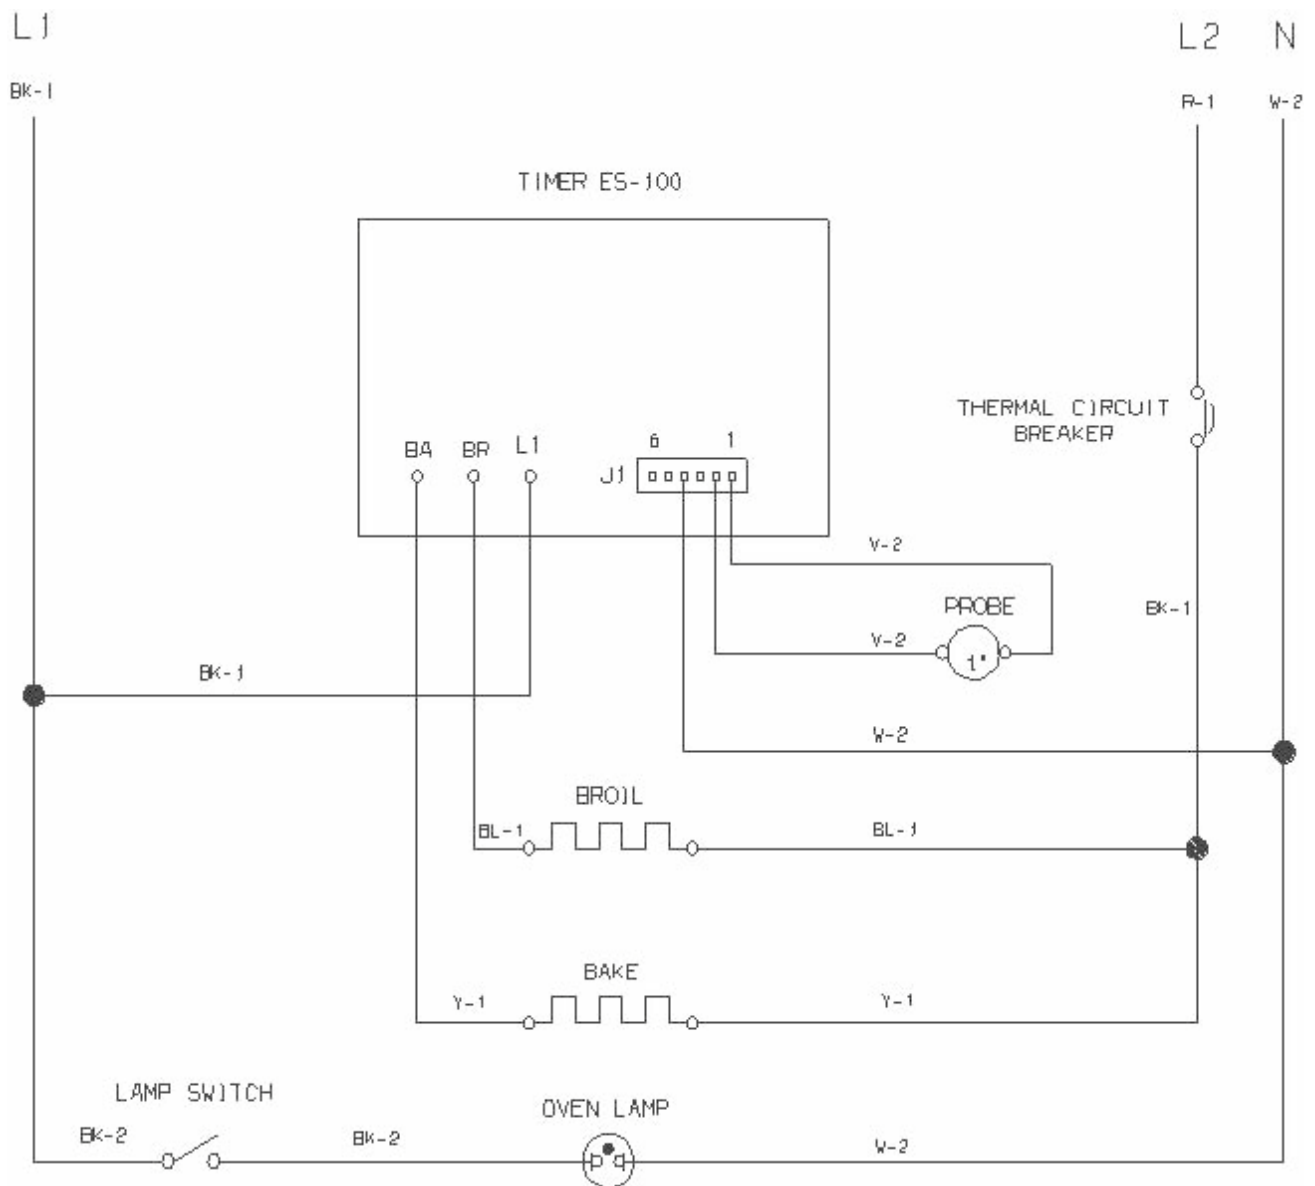 L1
L2 N
BK-1
R-1 W-2
TIMER ES-100
THERMAL CIRCUIT
BREAKER
BA BR L1
6 1
J1
V-2
PROBE
BK-1
V-2
t°
BK-1
W-2
BROIL
BL-1
BL-1
BAKE
Y-1
Y-1
LAMP SWITCH
OVEN LAMP
BK-2
BK-2
W-2